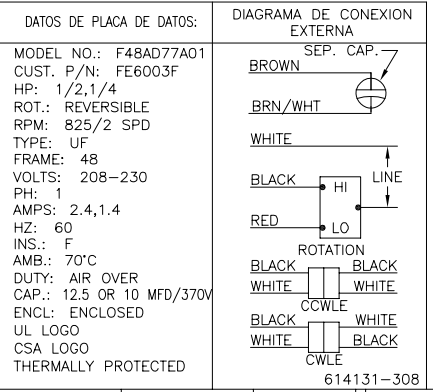 DATOS DE PLACA DE DATOS:
MODEL NO.: F48AD77A01
CUST. P/N: FE6003F
HP: 1/2,1/4
ROT.: REVERSIBLE
RPM: 825/2 SPD
TYPE: UF
FRAME: 48
VOLTS: 208-230
PH: 1
AMPS: 2.4,1.4
HZ: 60
INS.: F
AMB.: 70°C
DUTY: AIR OVER
CAP.: 12.5 OR 10 MFD/370V
ENCL: ENCLOSED
UL LOGO
CSA LOGO
THERMALLY PROTECTED
DIAGRAMA DE CONEXION
EXTERNA
SEP. CAP.
BROWN
BRN/WHT
WHITE
BLACK HI LINE
RED LO
ROTATION
BLACK BLACK
WHITE WHITE
CCWLE
BLACK WHITE
WHITE BLACK
CWLE
614131-308